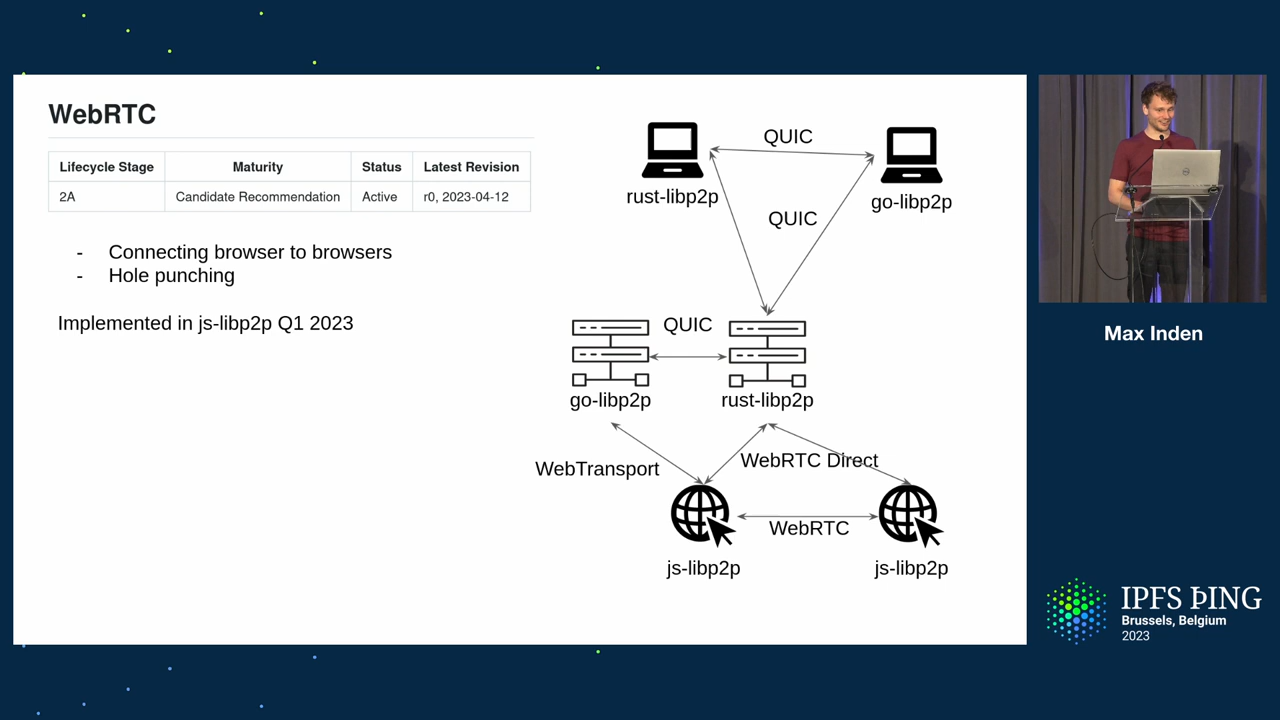 WebRTC
Lifecycle Stage Maturity Status Latest Revision
2A Candidate Recommendation Active r0, 2023-04-12
- Connecting browser to browsers
- Hole punching
Implemented in js-libp2p Q1 2023
QUIC
rust-libp2p
go-libp2p
QUIC
QUIC
go-libp2p
rust-libp2p
WebTransport
WebRTC Direct
WebRTC
js-libp2p
js-libp2p
Max Inden
IPFS ÞING
Brussels, Belgium
2023